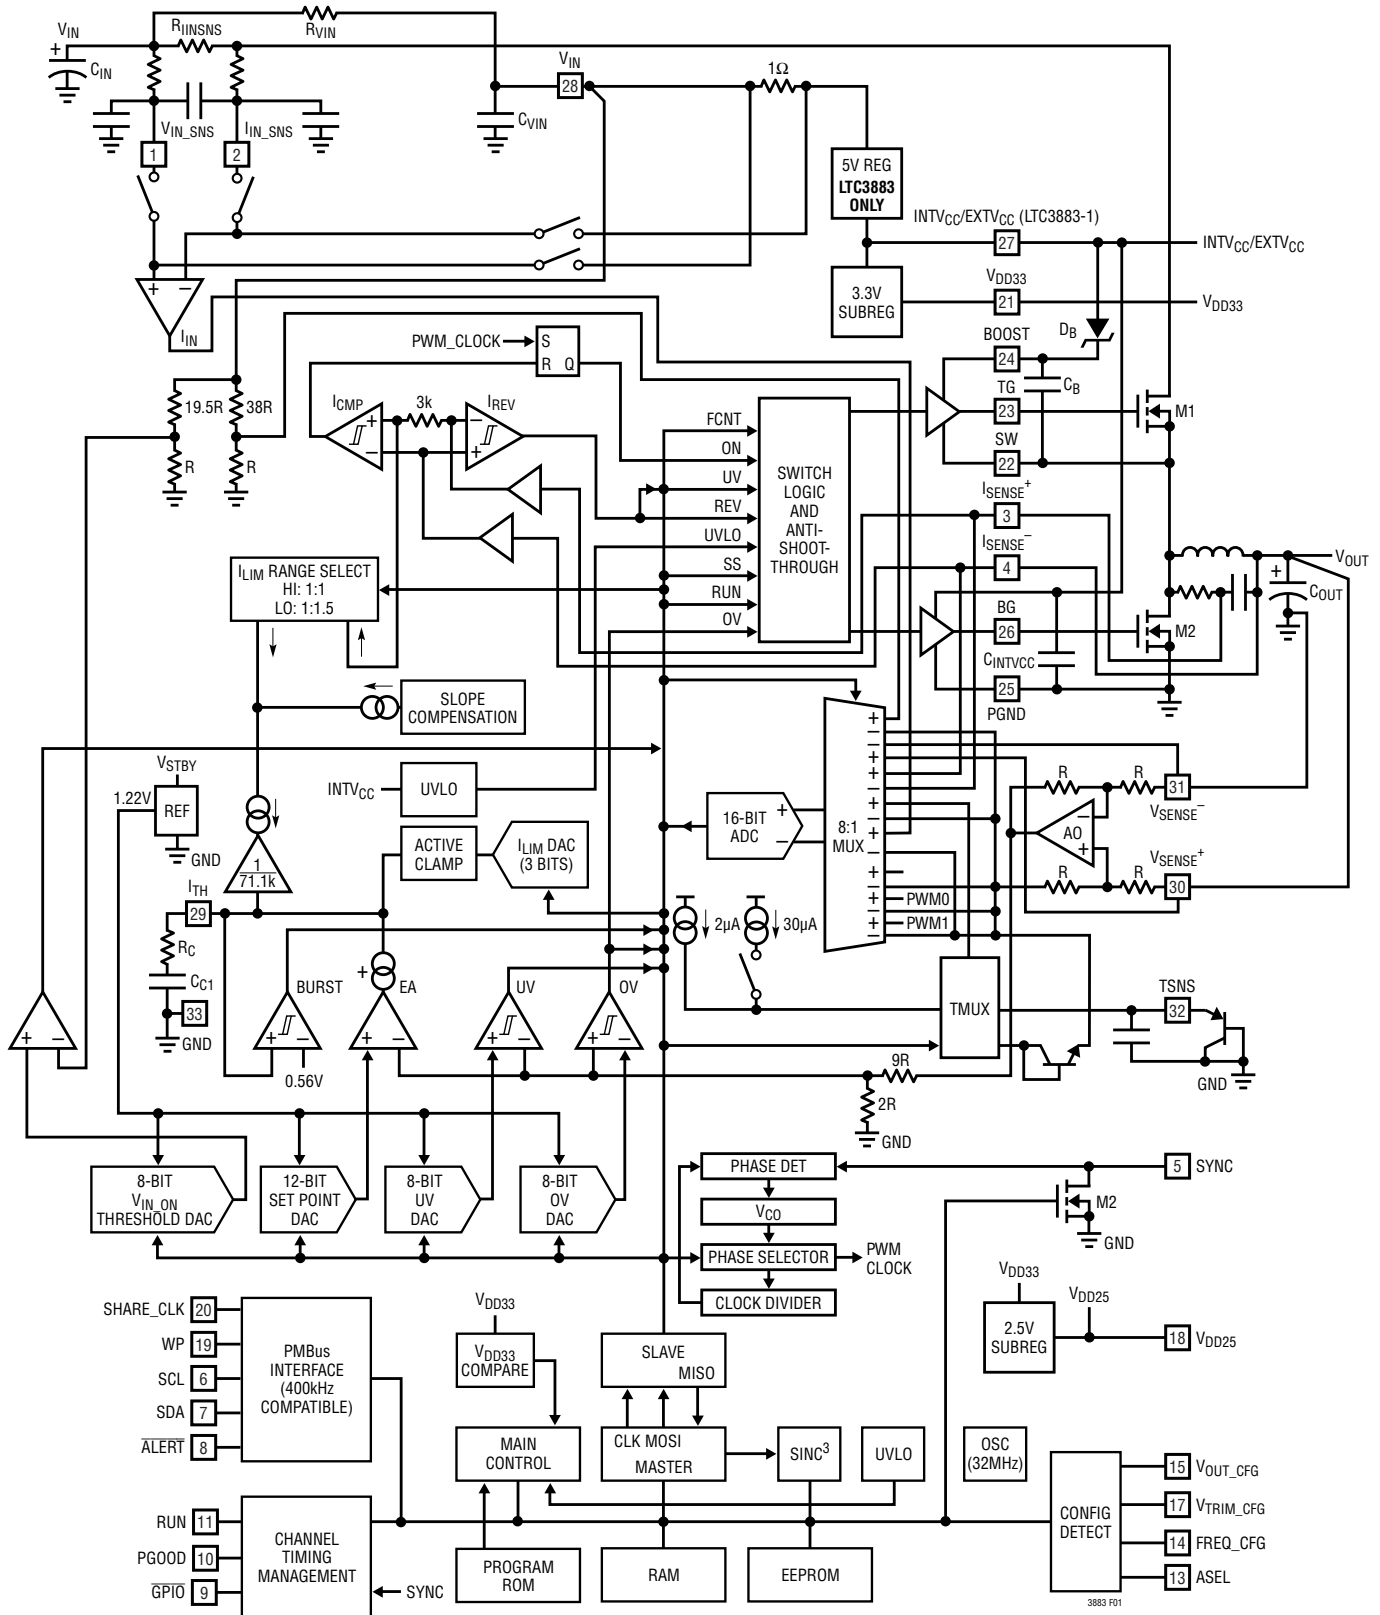 VIN
RIINSNS
RVIN
+
CIN
VIN_SNS
IIN_SNS
1
2
VIN
28
CVIN
1Ω
5V REG
LTC3883
ONLY
INTVCC/EXTVCC (LTC3883-1)
27
INTVCC/EXTVCC
3.3V
SUBREG
VDD33
21
VDD33
+
−
IIN
PWM_CLOCK
S
R Q
BOOST
24
DB
CB
TG
23
M1
SW
22
19.5R
38R
R
R
ICMP
+
−
3k
IREV
−
+
FCNT
ON
UV
REV
UVLO
SS
RUN
OV
SWITCH
LOGIC
AND
ANTI-
SHOOT-
THROUGH
ISENSE+
3
ISENSE−
4
VOUT
+
COUT
BG
26
M2
CINTVCC
25
PGND
ILIM RANGE SELECT
HI: 1:1
LO: 1:1.5
SLOPE
COMPENSATION
VSTBY
1.22V
REF
GND
INTVCC
UVLO
ACTIVE
CLAMP
ILIM DAC
(3 BITS)
16-BIT
ADC
+
−
8:1
MUX
+
−
−
+
+
−
+
−
+
−
+
−
+
−
+
−
PWM0
PWM1
R
R
31
VSENSE−
AO
−
+
VSENSE+
R
R
30
1
71.1k
ITH
29
RC
CC1
33
GND
2µA
30µA
+
−
BURST
+
−
0.56V
+
EA
+
−
UV
+
−
OV
+
−
TMUX
TSNS
32
GND
9R
2R
GND
8-BIT
VIN_ON
THRESHOLD DAC
12-BIT
SET POINT
DAC
8-BIT
UV
DAC
8-BIT
OV
DAC
PHASE DET
VCO
PHASE SELECTOR
CLOCK DIVIDER
PWM
CLOCK
5
SYNC
M2
GND
SHARE_CLK 20
WP 19
SCL 6
SDA 7
ALERT 8
PMBus
INTERFACE
(400kHz
COMPATIBLE)
VDD33
VDD33
COMPARE
SLAVE
MISO
VDD33
2.5V
SUBREG
VDD25
18 VDD25
MAIN
CONTROL
CLK MOSI
MASTER
SINC3
UVLO
OSC
(32MHz)
RUN 11
PGOOD 10
GPIO 9
CHANNEL
TIMING
MANAGEMENT
SYNC
PROGRAM
ROM
RAM
EEPROM
CONFIG
DETECT
15 VOUT_CFG
17 VTRIM_CFG
14 FREQ_CFG
13 ASEL
3883 F01